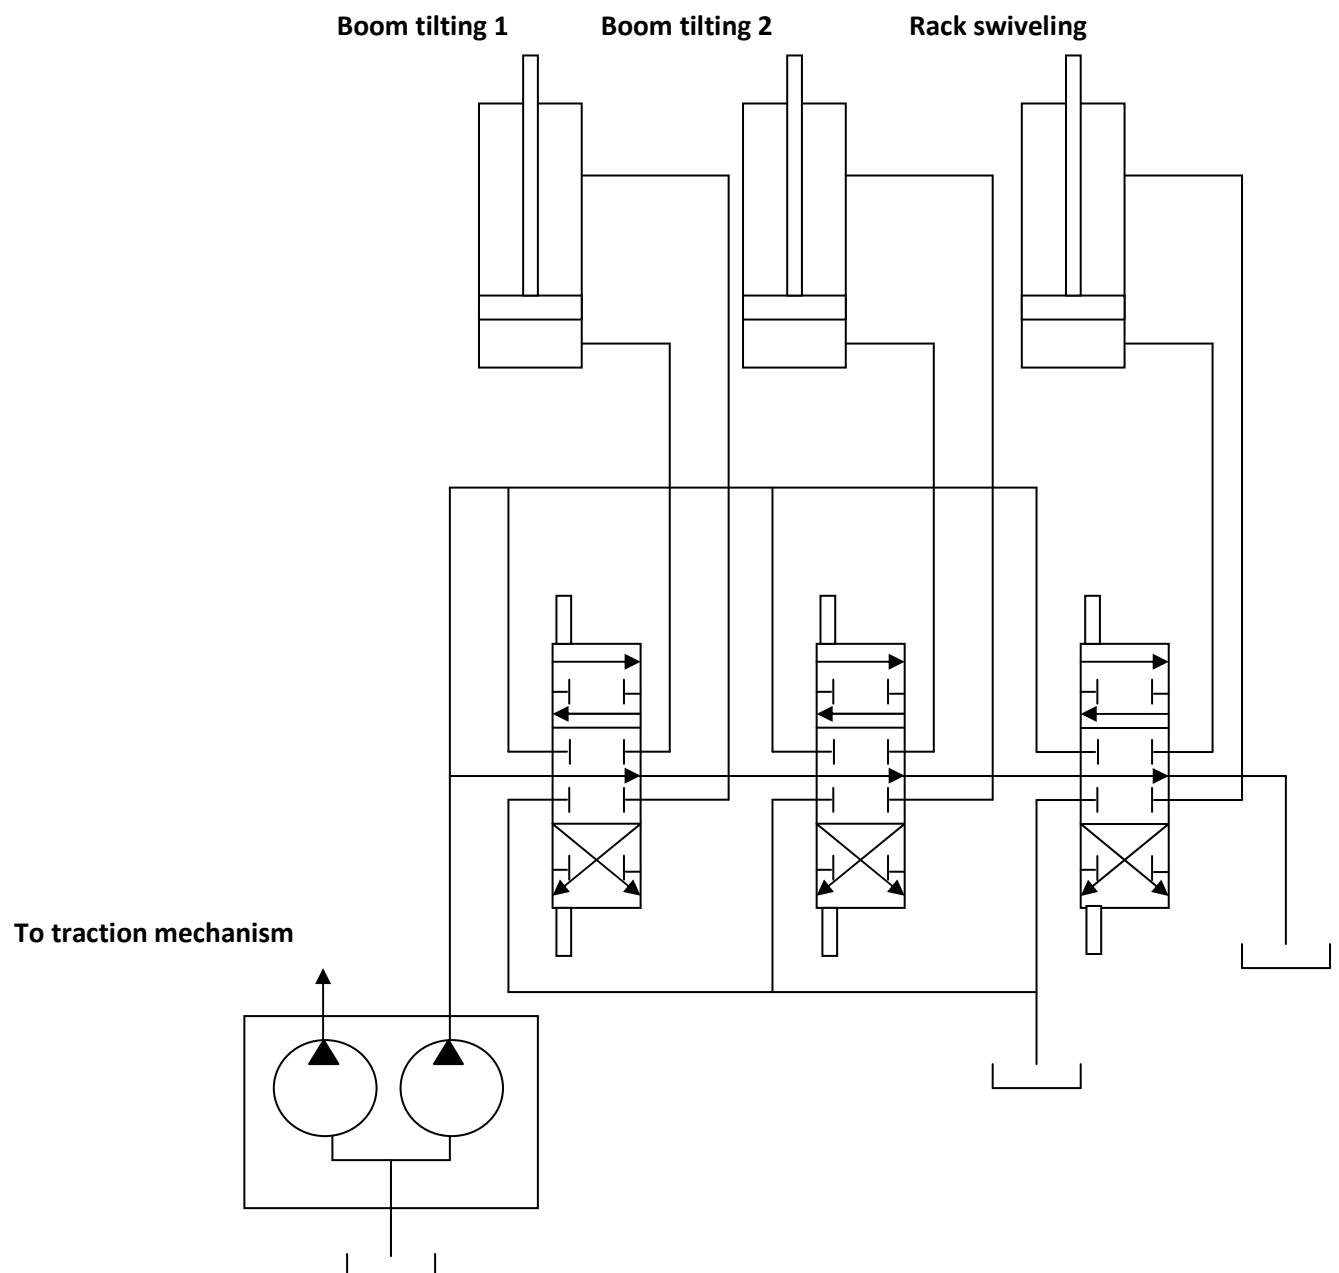 Boom tilting 1
Boom tilting 2
Rack swiveling
To traction mechanism